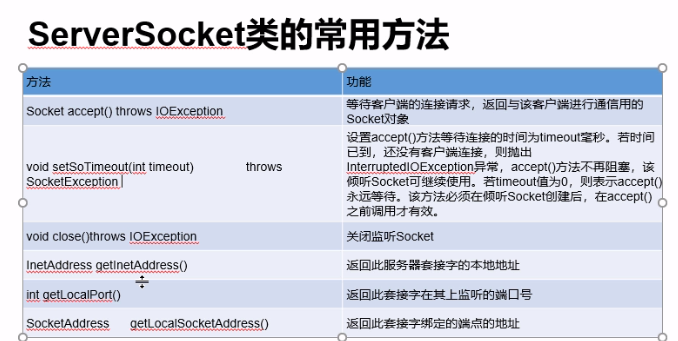 ServerSocket类的常用方法
方法
功能
Socket accept() throws IOException
等待客户端的连接请求，返回与该客户端进行通信用的
Socket对象
void setSoTimeout(int timeout) throws
SocketException
设置accept()方法等待连接的时间为timeout毫秒。若时间
已到，还没有客户端连接，则抛出
InterruptedIOException异常，accept()方法不再阻塞，该
倾听Socket可继续使用。若timeout值为0，则表示accept()
永远等待。该方法必须在倾听Socket创建后，在accept()
之前调用才有效。
void close()throws IOException
关闭监听Socket
InetAddress getInetAddress()
返回此服务器套接字的本地地址
int getLocalPort()
返回此套接字在其上监听的端口号
SocketAddress getLocalSocketAddress()
返回此套接字绑定的端点的地址